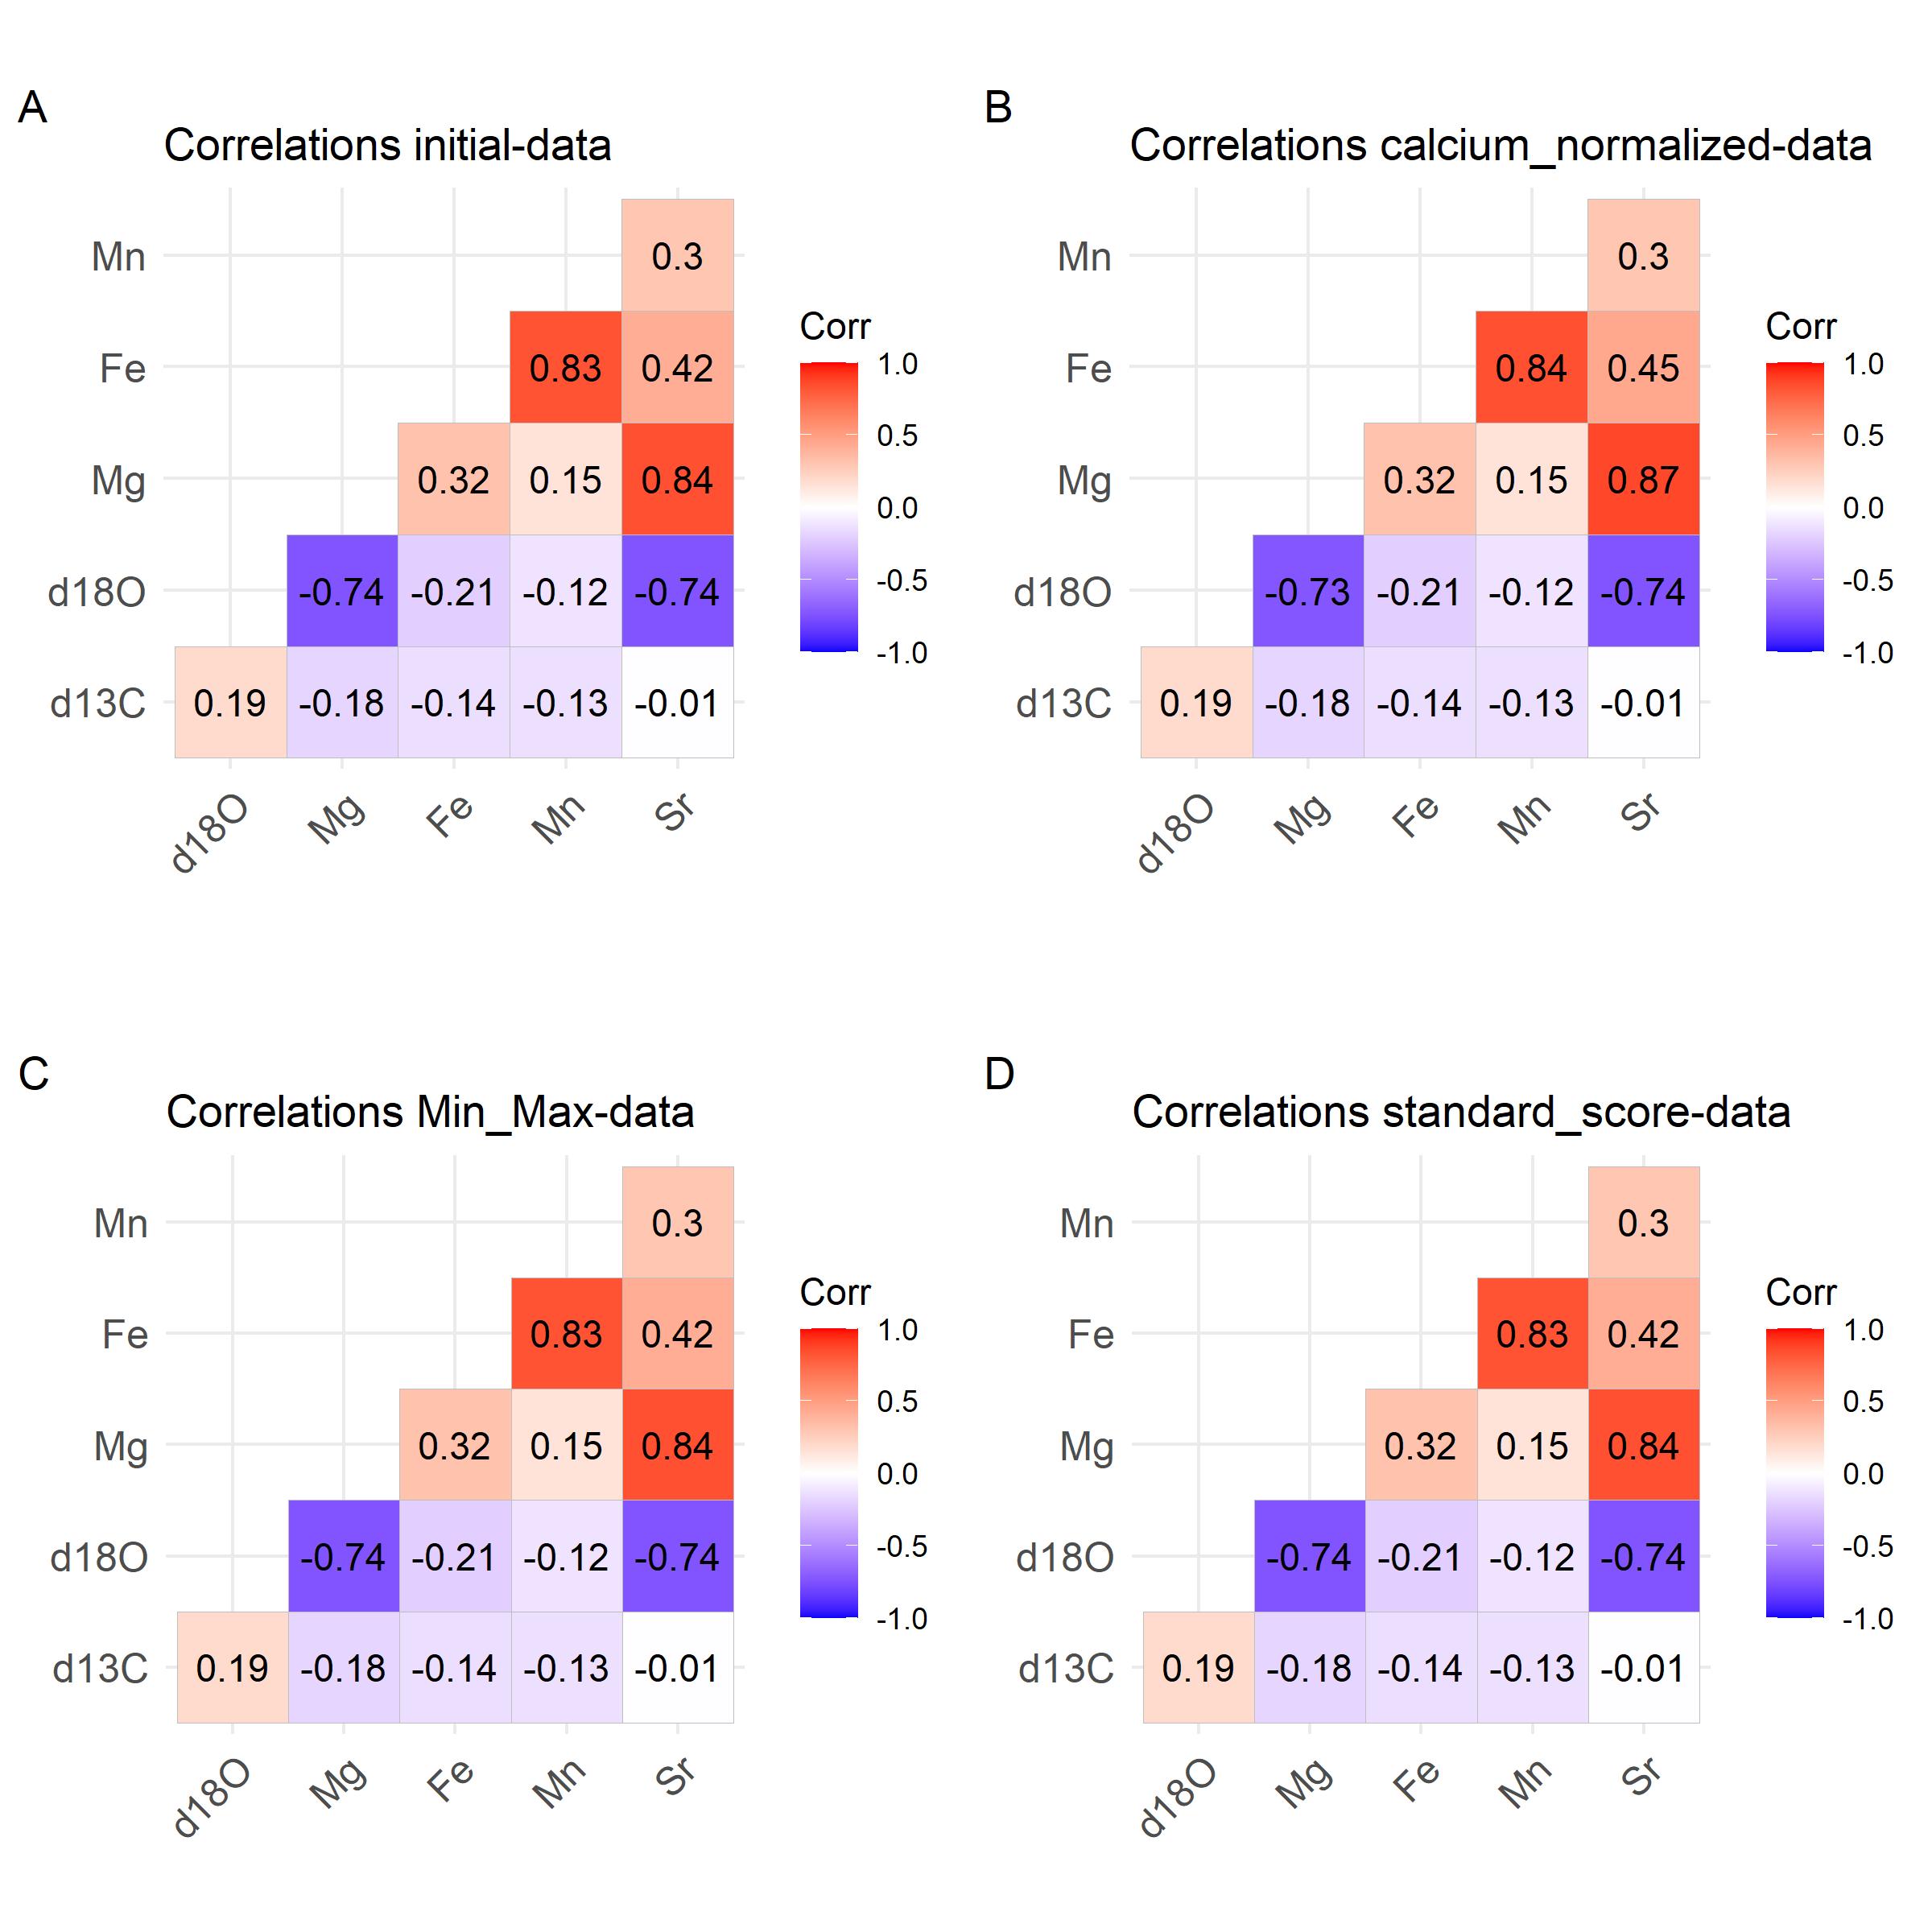 A
Correlations initial-data
Mn 0.3
Fe 0.83 0.42
Mg 0.32 0.15 0.84
d18O -0.74 -0.21 -0.12 -0.74
d13C 0.19 -0.18 -0.14 -0.13 -0.01
d18O Mg Fe Mn Sr
Corr
1.0
0.5
0.0
-0.5
-1.0
B
Correlations calcium_normalized-data
Mn 0.3
Fe 0.84 0.45
Mg 0.32 0.15 0.87
d18O -0.73 -0.21 -0.12 -0.74
d13C 0.19 -0.18 -0.14 -0.13 -0.01
d18O Mg Fe Mn Sr
Corr
1.0
0.5
0.0
-0.5
-1.0
C
Correlations Min_Max-data
Mn 0.3
Fe 0.83 0.42
Mg 0.32 0.15 0.84
d18O -0.74 -0.21 -0.12 -0.74
d13C 0.19 -0.18 -0.14 -0.13 -0.01
d18O Mg Fe Mn Sr
Corr
1.0
0.5
0.0
-0.5
-1.0
D
Correlations standard_score-data
Mn 0.3
Fe 0.83 0.42
Mg 0.32 0.15 0.84
d18O -0.74 -0.21 -0.12 -0.74
d13C 0.19 -0.18 -0.14 -0.13 -0.01
d18O Mg Fe Mn Sr
Corr
1.0
0.5
0.0
-0.5
-1.0